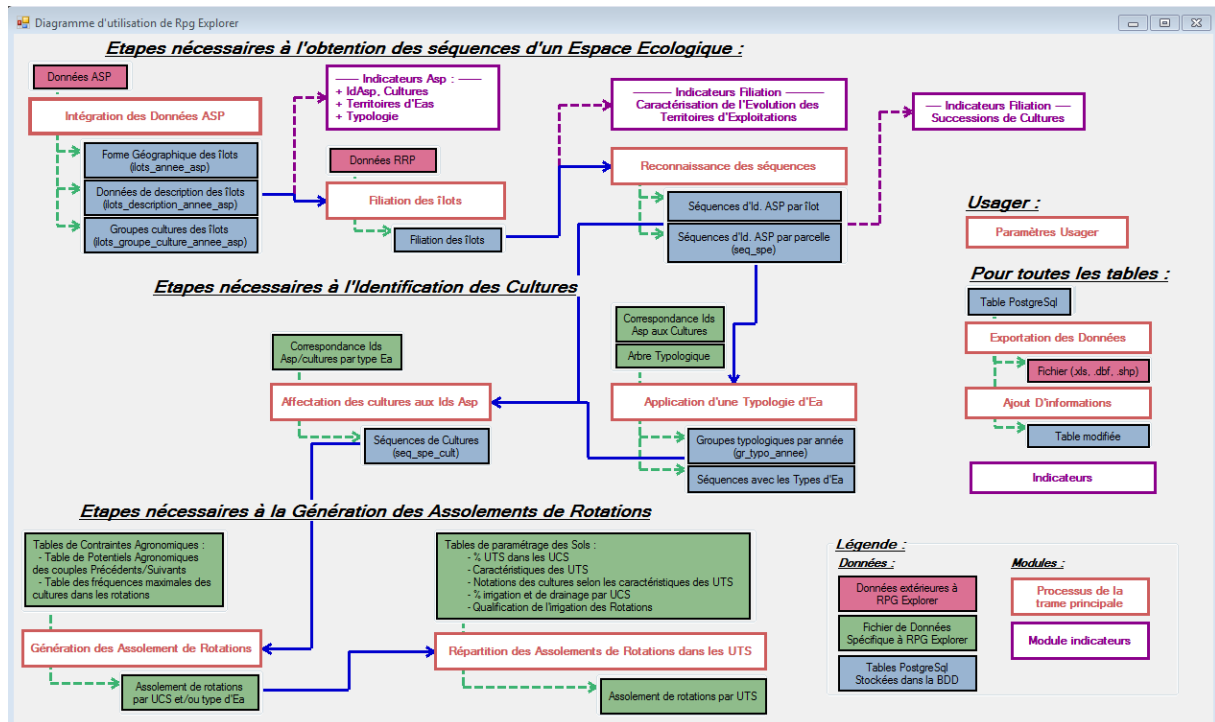 Diagramme d'utilisation de Rpg Explorer
Etapes nécessaires à l'obtention des séquences d'un Espace Ecologique :
Données ASP
Intégration des Données ASP
Forme Géographique des îlots
(ilots_annee_asp)
Données de description des îlots
(ilots_description_annee_asp)
Groupes cultures des îlots
(ilots_groupe_culture_annee_asp)
Indicateurs Asp :
+ IdAsp, Cultures
+ Territoires d'Eas
+ Typologie
Données RRP
Filiation des îlots
Filiation des îlots
Indicateurs Filiation
Caractérisation de l'Evolution des
Territoires d'Exploitations
Reconnaissance des séquences
Séquences d'Id. ASP par îlot
Séquences d'Id. ASP par parcelle
(seq_spe)
Indicateurs Filiation
Successions de Cultures
Usager :
Paramètres Usager
Pour toutes les tables :
Table PostgreSql
Exportation des Données
Fichier (.xls, .dbf, .shp)
Ajout D'informations
Table modifiée
Indicateurs
Etapes nécessaires à l'Identification des Cultures
Correspondance Ids
Asp/cultures par type Ea
Affectation des cultures aux Ids Asp
Séquences de Cultures
(seq_spe_cult)
Correspondance Ids
Asp aux Cultures
Arbre Typologique
Application d'une Typologie d'Ea
Groupes typologiques par année
(gr_typo_annee)
Séquences avec les Types d'Ea
Etapes nécessaires à la Génération des Assolements de Rotations
Tables de Contraintes Agronomiques :
- Table de Potentiels Agronomiques
des couples Précédents/Suivants
- Table des fréquences maximales des
cultures dans les rotations
Génération des Assolement de Rotations
Assolement de rotations
par UCS et/ou type d'Ea
Tables de paramétrage des Sols :
- % UTS dans les UCS
- Caractéristiques des UTS
- Notations des cultures selon les caractéristiques des UTS
- % irrigation et de drainage par UCS
- Qualification de l'irrigation des Rotations
Répartition des Assolements de Rotations dans les UTS
Assolement de rotations par UTS
Légende :
Données :
Données extérieures à
RPG Explorer
Fichier de Données
Spécifique à RPG Explorer
Tables PostgreSql
Stockées dans la BDD
Modules :
Processus de la
trame principale
Module indicateurs